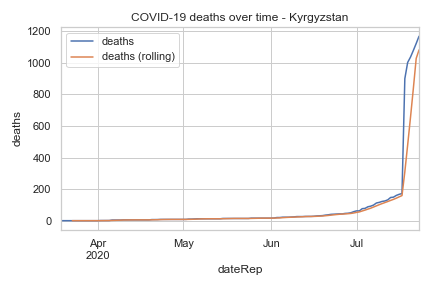 COVID-19 deaths over time - Kyrgyzstan
deaths
deaths (rolling)
1200
1000
800
600
400
200
0
deaths
Apr
2020
May
Jun
Jul
dateRep